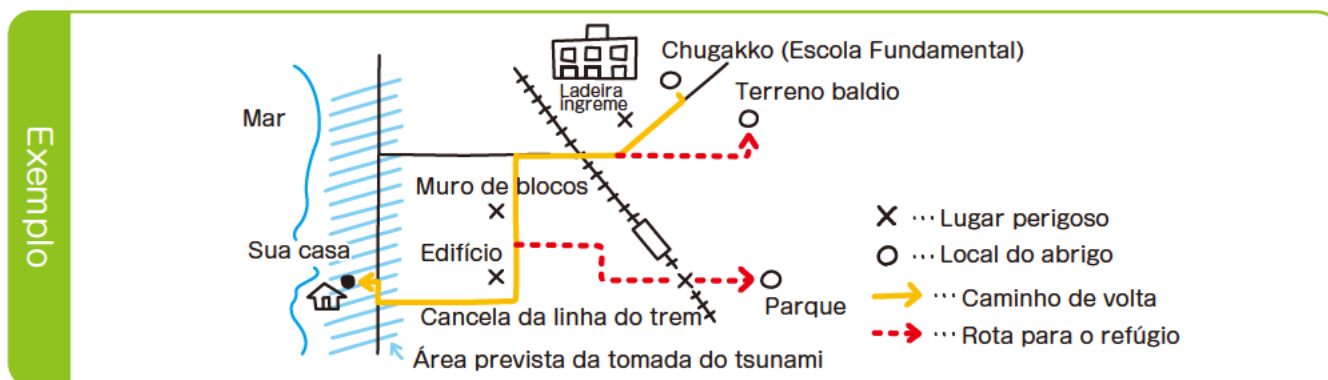 Exemplo
Chugakko (Escola Fundamental)
Ladeira
íngreme
Terreno baldio
Mar
Muro de blocos
Sua casa
Edifício
Parque
Cancela da linha do trem
Área prevista da tomada do tsunami
× ··· Lugar perigoso
○ ··· Local do abrigo
··· Caminho de volta
··· Rota para o refúgio